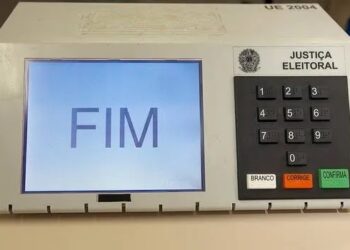 UE 2004
JUSTIÇA
ELEITORAL
FIM
1 2 3
4 5 6
7 8 9
0
BRANCO CORRIGE CONFIRMA